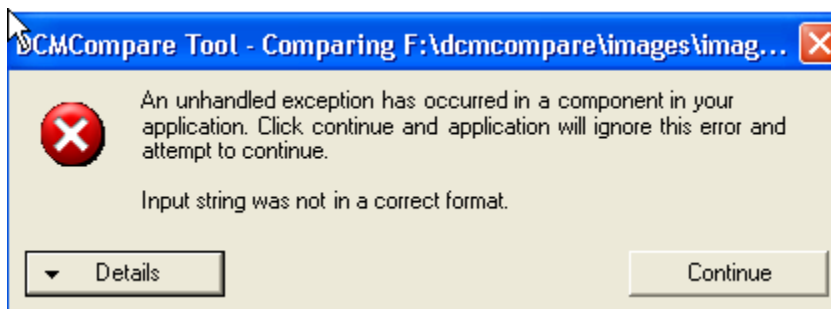 DCMCompare Tool - Comparing F:\dcmcompare\images\imag...
An unhandled exception has occurred in a component in your
application. Click continue and application will ignore this error and
attempt to continue.
Input string was not in a correct format.
Details
Continue